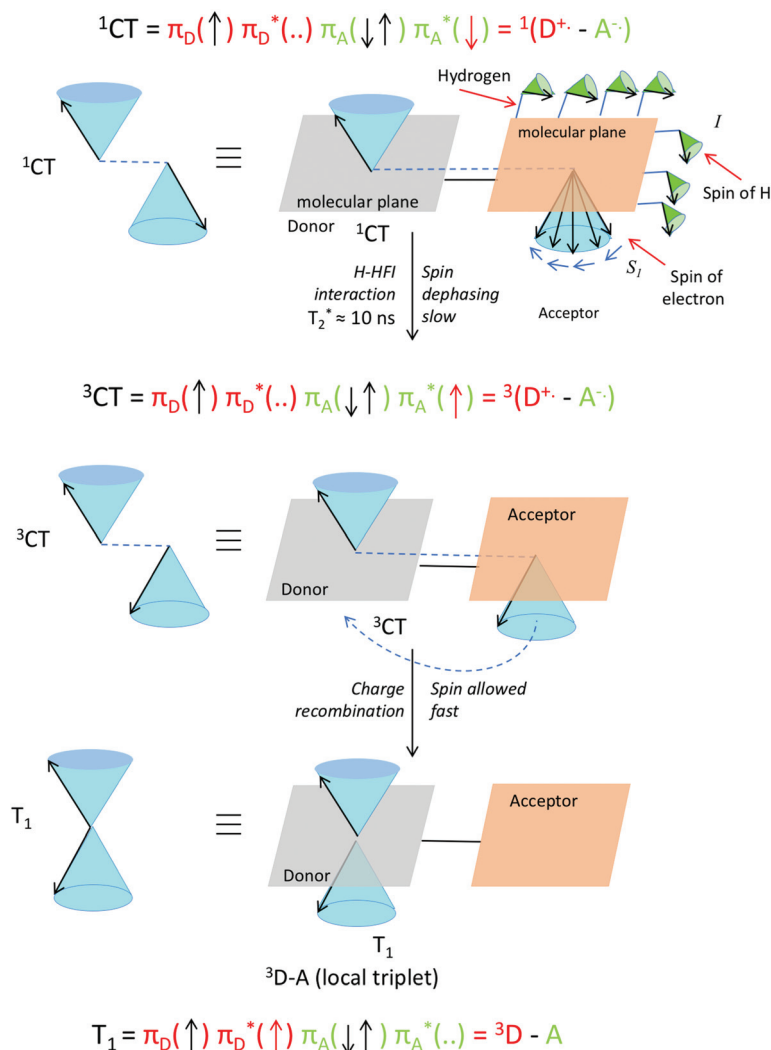 ¹CT = π_D(↑) π_D*(..) π_A(↓↑) π_A*(↓) = ¹(D⁺· - A⁻·)
Hydrogen
molecular plane
I
¹CT
≡
Spin of H
molecular plane
Donor
¹CT
S₁
Spin of
electron
Acceptor
H-HFI
interaction
T₂* ≈ 10 ns
Spin
dephasing
slow
³CT = π_D(↑) π_D*(..) π_A(↓↑) π_A*(↑) = ³(D⁺· - A⁻·)
³CT
≡
Donor
Acceptor
³CT
Charge
recombination
Spin allowed
fast
T₁
≡
Donor
Acceptor
T₁
³D-A (local triplet)
T₁ = π_D(↑) π_D*(↑) π_A(↓↑) π_A*(..) = ³D - A